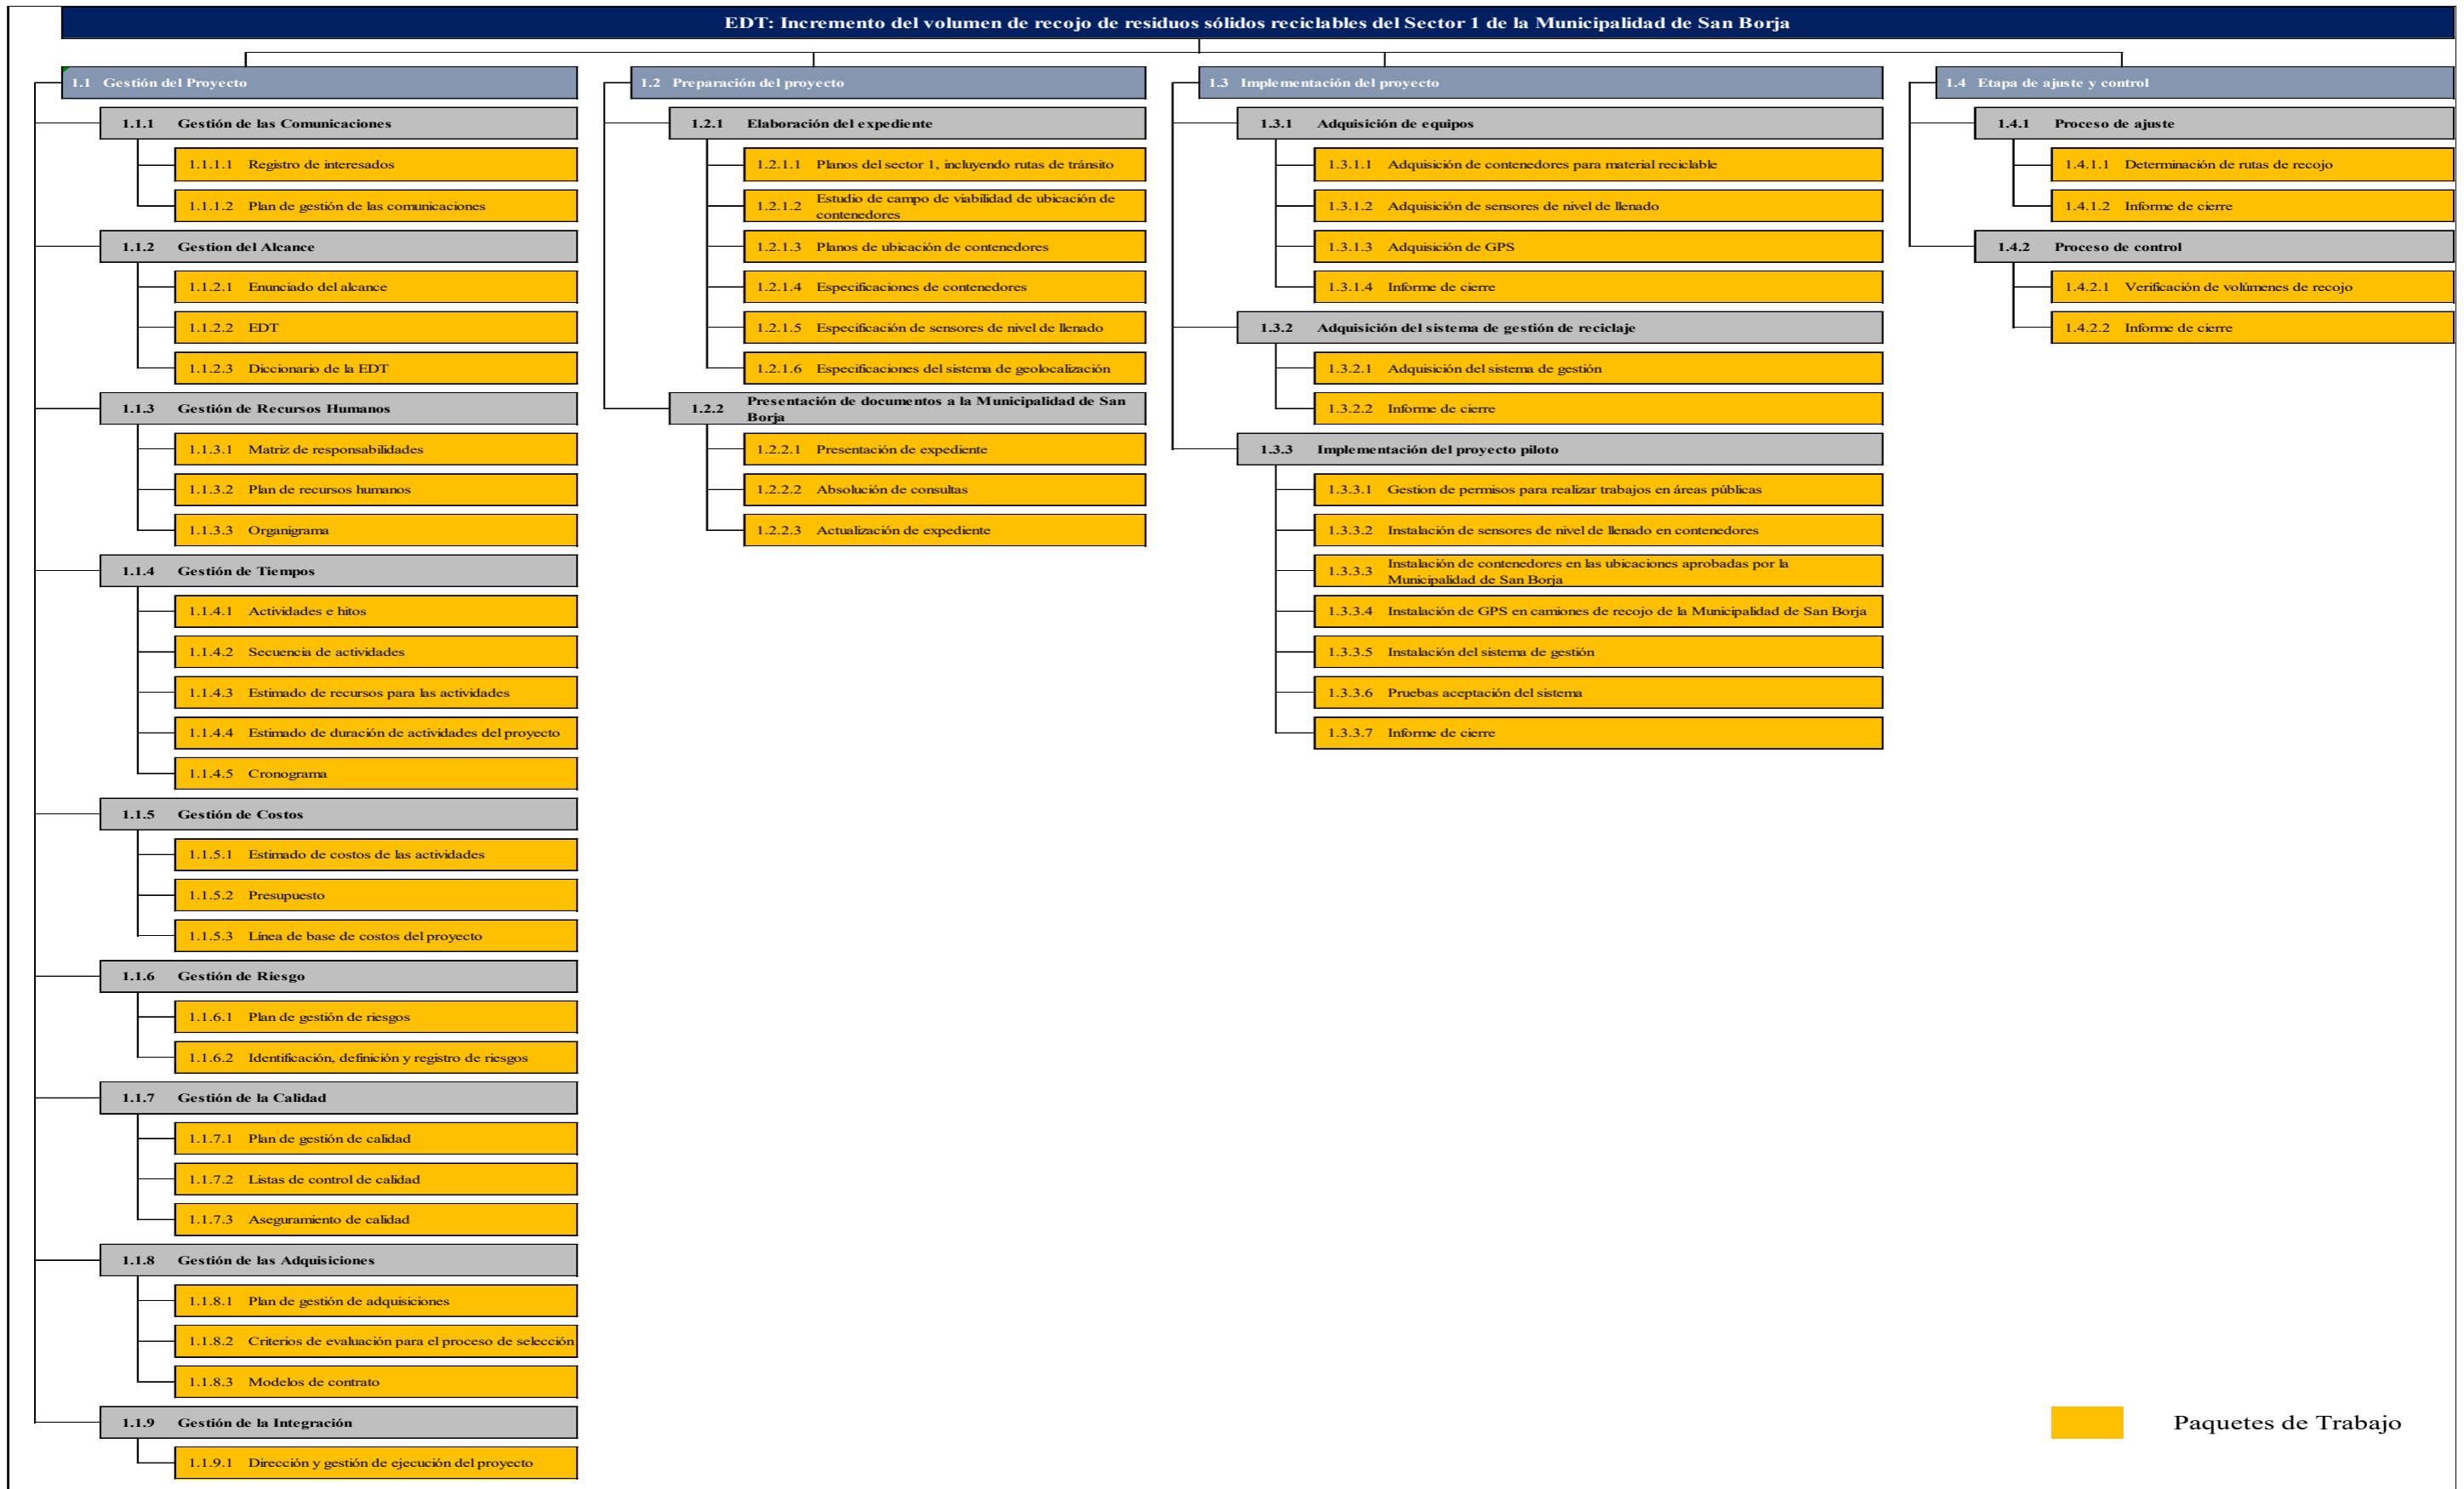 EDT: Incremento del volumen de recojo de residuos sólidos reciclables del Sector 1 de la Municipalidad de San Borja
1.1 Gestión del Proyecto
1.1.1 Gestión de las Comunicaciones
1.1.1.1 Registro de interesados
1.1.1.2 Plan de gestión de las comunicaciones
1.1.2 Gestion del Alcance
1.1.2.1 Enunciado del alcance
1.1.2.2 EDT
1.1.2.3 Diccionario de la EDT
1.1.3 Gestión de Recursos Humanos
1.1.3.1 Matriz de responsabilidades
1.1.3.2 Plan de recursos humanos
1.1.3.3 Organigrama
1.1.4 Gestión de Tiempos
1.1.4.1 Actividades e hitos
1.1.4.2 Secuencia de actividades
1.1.4.3 Estimado de recursos para las actividades
1.1.4.4 Estimado de duración de actividades del proyecto
1.1.4.5 Cronograma
1.1.5 Gestión de Costos
1.1.5.1 Estimado de costos de las actividades
1.1.5.2 Presupuesto
1.1.5.3 Línea de base de costos del proyecto
1.1.6 Gestión de Riesgo
1.1.6.1 Plan de gestión de riesgos
1.1.6.2 Identificación, definición y registro de riesgos
1.1.7 Gestión de la Calidad
1.1.7.1 Plan de gestión de calidad
1.1.7.2 Listas de control de calidad
1.1.7.3 Aseguramiento de calidad
1.1.8 Gestión de las Adquisiciones
1.1.8.1 Plan de gestión de adquisiciones
1.1.8.2 Criterios de evaluación para el proceso de selección
1.1.8.3 Modelos de contrato
1.1.9 Gestión de la Integración
1.1.9.1 Dirección y gestión de ejecución del proyecto
1.2 Preparación del proyecto
1.2.1 Elaboración del expediente
1.2.1.1 Planos del sector 1, incluyendo rutas de tránsito
1.2.1.2 Estudio de campo de viabilidad de ubicación de
contenedores
1.2.1.3 Planos de ubicación de contenedores
1.2.1.4 Especificaciones de contenedores
1.2.1.5 Especificación de sensores de nivel de llenado
1.2.1.6 Especificaciones del sistema de geolocalización
1.2.2 Presentación de documentos a la Municipalidad de San
Borja
1.2.2.1 Presentación de expediente
1.2.2.2 Absolución de consultas
1.2.2.3 Actualización de expediente
1.3 Implementación del proyecto
1.3.1 Adquisición de equipos
1.3.1.1 Adquisición de contenedores para material reciclable
1.3.1.2 Adquisición de sensores de nivel de llenado
1.3.1.3 Adquisición de GPS
1.3.1.4 Informe de cierre
1.3.2 Adquisición del sistema de gestión de reciclaje
1.3.2.1 Adquisición del sistema de gestión
1.3.2.2 Informe de cierre
1.3.3 Implementación del proyecto piloto
1.3.3.1 Gestion de permisos para realizar trabajos en áreas públicas
1.3.3.2 Instalación de sensores de nivel de llenado en contenedores
1.3.3.3 Instalación de contenedores en las ubicaciones aprobadas por la
Municipalidad de San Borja
1.3.3.4 Instalación de GPS en camiones de recojo de la Municipalidad de San Borja
1.3.3.5 Instalación del sistema de gestión
1.3.3.6 Pruebas aceptación del sistema
1.3.3.7 Informe de cierre
1.4 Etapa de ajuste y control
1.4.1 Proceso de ajuste
1.4.1.1 Determinación de rutas de recojo
1.4.1.2 Informe de cierre
1.4.2 Proceso de control
1.4.2.1 Verificación de volúmenes de recojo
1.4.2.2 Informe de cierre
Paquetes de Trabajo